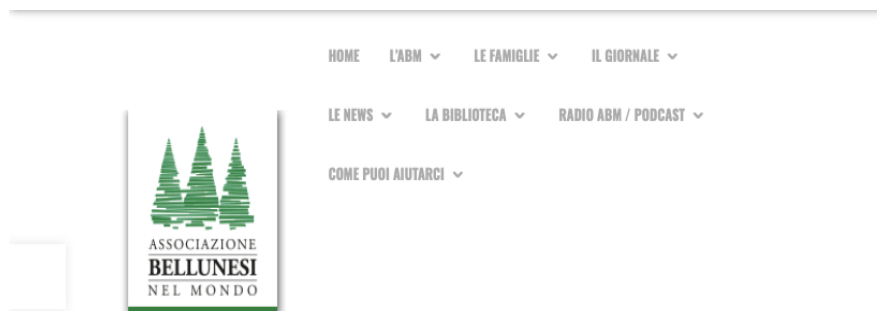 HOME L'ABM LE FAMIGLIE IL GIORNALE
LE NEWS LA BIBLIOTECA RADIO ABM / PODCAST
COME PUOI AIUTARCI
ASSOCIAZIONE
BELLUNESI
NEL MONDO